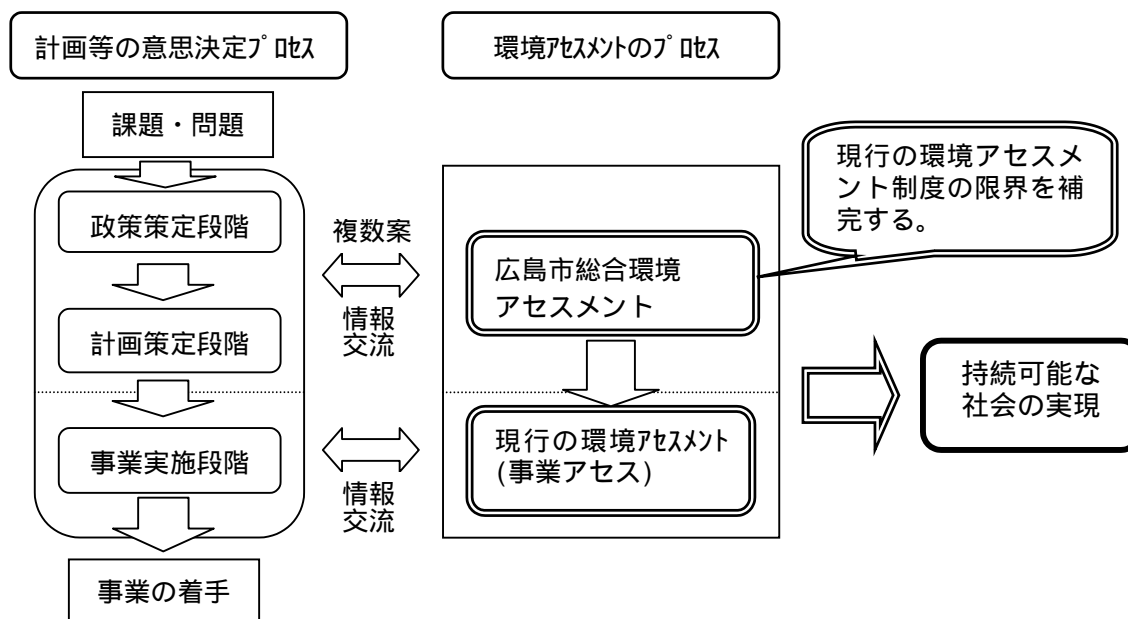 計画等の意思決定ﾌﾟﾛｾｽ
環境ｱｾｽﾒﾝﾄのﾌﾟﾛｾｽ
課題・問題
現行の環境アセスメ
ント制度の限界を補
完する。
政策策定段階
複数案
広島市総合環境
アセスメント
計画策定段階
情報
交流
持続可能な
社会の実現
事業実施段階
現行の環境ｱｾｽﾒﾝﾄ
(事業アセス)
情報
交流
事業の着手